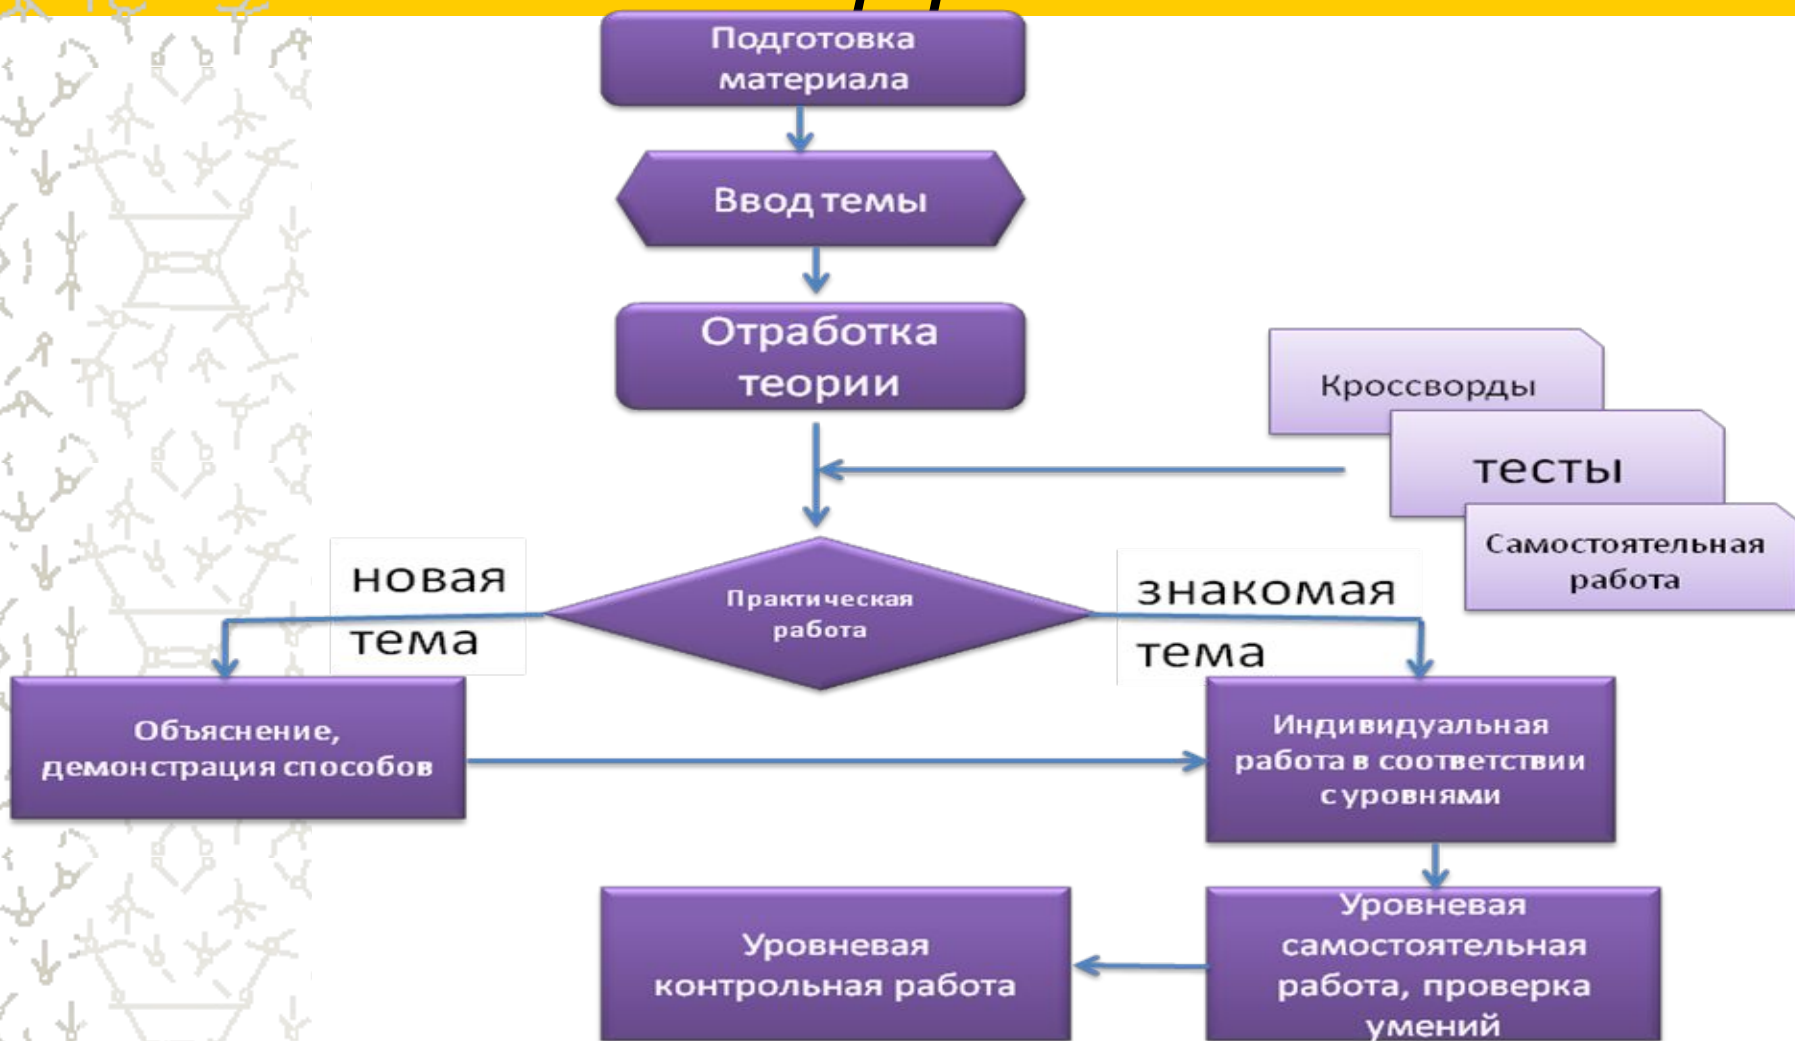 Подготовка
материала
Ввод темы
Отработка
теории
Кроссворды
тесты
Самостоятельная
работа
новая
тема
Практическая
работа
знакомая
тема
Объяснение,
демонстрация способов
Индивидуальная
работа в соответствии
с уровнями
Уровневая
контрольная работа
Уровневая
самостоятельная
работа, проверка
умений